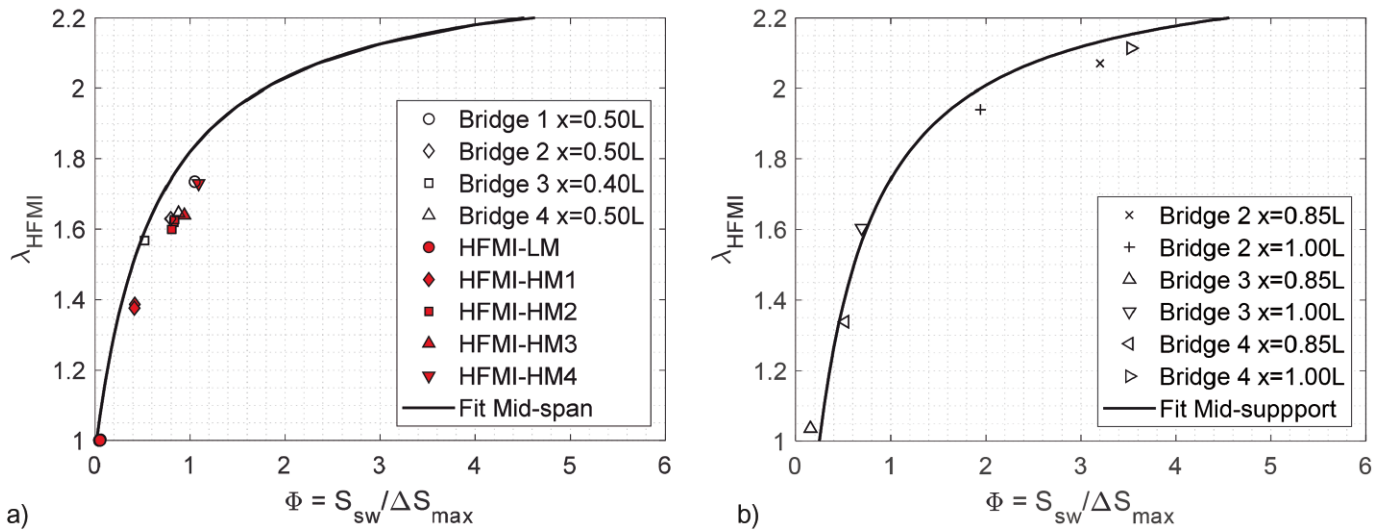 2.2
2
1.8
1.6
1.4
1.2
1
0 1 2 3 4 5 6
λHFMI
Φ = Ssw/ΔSmax
Bridge 1 x=0.50L
Bridge 2 x=0.50L
Bridge 3 x=0.40L
Bridge 4 x=0.50L
HFMI-LM
HFMI-HM1
HFMI-HM2
HFMI-HM3
HFMI-HM4
Fit Mid-span
a)
2.2
2
1.8
1.6
1.4
1.2
1
0 1 2 3 4 5 6
λHFMI
Φ = Ssw/ΔSmax
Bridge 2 x=0.85L
Bridge 2 x=1.00L
Bridge 3 x=0.85L
Bridge 3 x=1.00L
Bridge 4 x=0.85L
Bridge 4 x=1.00L
Fit Mid-suppport
b)